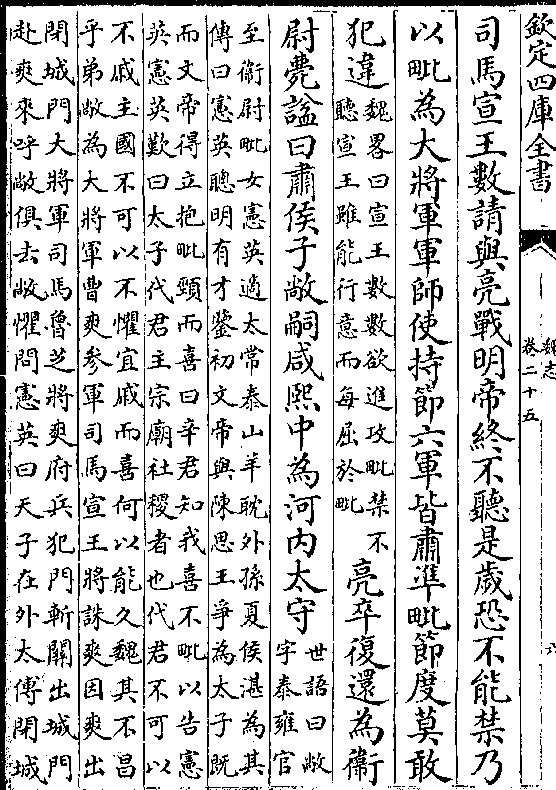 欽定四庫全書
魏志
卷二十五
八
司馬宣王數請與亮戰明帝終不聽是歲恐不能禁乃
以毗為大將軍軍師使持節六軍皆肅準毗節度莫敢
犯違
魏畧曰宣王數數欲進攻毗禁不
聽宣王雖能行意而每屈於毗
亮卒復還為衞
尉薨諡曰肅侯子敞嗣咸熙中為河内太守
世語曰敞
字泰雍官
至衞尉毗女憲英適太常泰山羊耽外孫夏侯湛為其
傳曰憲英聰明有才鑒初文帝與陳思王爭為太子既
而文帝得立抱毗頸而喜曰辛君知我喜不毗以告憲
英憲英歎曰太子代君主宗廟社稷者也代君不可以
不戚主國不可以不懼宜戚而喜何以能久魏其不昌
乎弟敞為大將軍曹爽參軍司馬宣王將誅爽因爽出
閉城門大將軍司馬魯芝將爽府兵犯門斬關出城門
赴爽來呼敞俱去敞懼問憲英曰天子在外太傅閉城